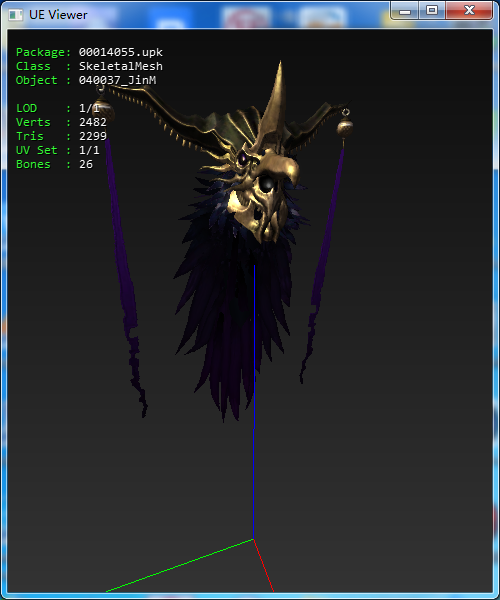 UE Viewer
Package: 00014055.upk
Class : SkeletalMesh
Object : 040037_JinM
LOD : 1/1
Verts : 2482
Tris : 2299
UV Set : 1/1
Bones : 26